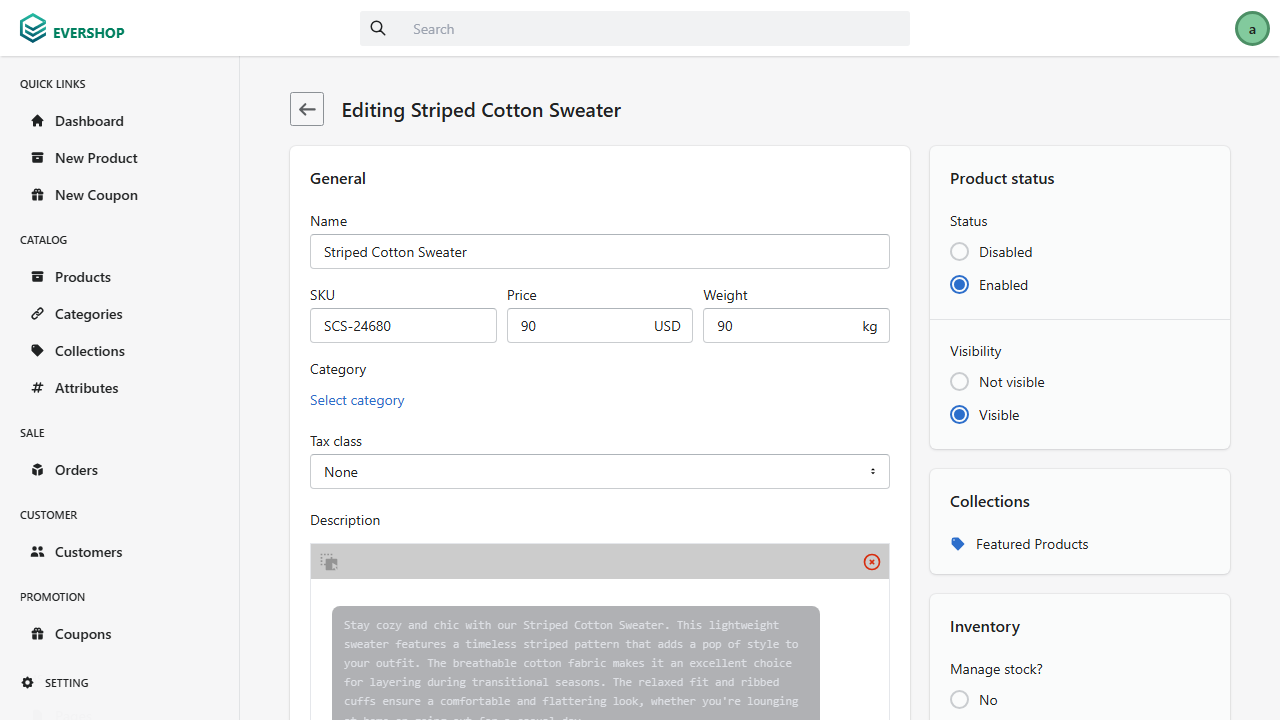 EVERSHOP
Search
a
QUICK LINKS
Dashboard
New Product
New Coupon
CATALOG
Products
Categories
Collections
Attributes
SALE
Orders
CUSTOMER
Customers
PROMOTION
Coupons
SETTING
Editing Striped Cotton Sweater
General
Name
Striped Cotton Sweater
SKU
Price
Weight
SCS-24680
90 USD
90 kg
Category
Select category
Tax class
None
Description
Stay cozy and chic with our Striped Cotton Sweater. This lightweight
sweater features a timeless striped pattern that adds a pop of style to
your outfit. The breathable cotton fabric makes it an excellent choice
for layering during transitional seasons. The relaxed fit and ribbed
cuffs ensure a comfortable and flattering look, whether you're lounging
Product status
Status
Disabled
Enabled
Visibility
Not visible
Visible
Collections
Featured Products
Inventory
Manage stock?
No